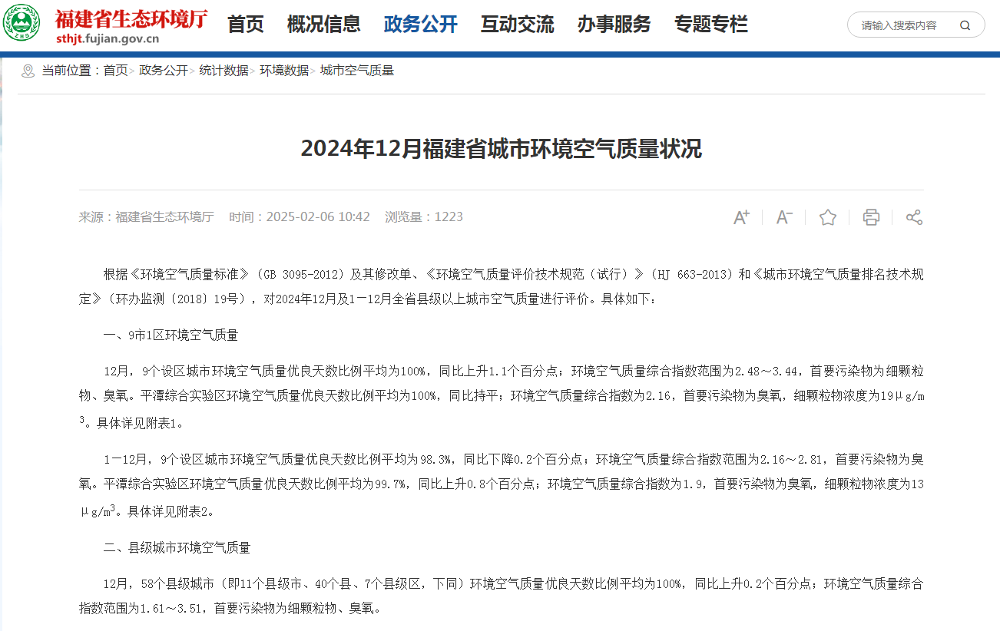 福建省生态环境厅
sthjt.fujian.gov.cn
首页 概况信息 政务公开 互动交流 办事服务 专题专栏
请输入搜索内容
ZHB
当前位置：首页> 政务公开> 统计数据> 环境数据> 城市空气质量
2024年12月福建省城市环境空气质量状况
来源：福建省生态环境厅 时间：2025-02-06 10:42 浏览量：1223
A+ A−
根据《环境空气质量标准》（GB 3095-2012）及其修改单、《环境空气质量评价技术规范（试行）》（HJ 663-2013）和《城市环境空气质量排名技术规
定》（环办监测〔2018〕19号），对2024年12月及1—12月全省县级以上城市空气质量进行评价。具体如下：
一、9市1区环境空气质量
12月，9个设区城市环境空气质量优良天数比例平均为100%，同比上升1.1个百分点；环境空气质量综合指数范围为2.48～3.44，首要污染物为细颗粒
物、臭氧。平潭综合实验区环境空气质量优良天数比例平均为100%，同比持平；环境空气质量综合指数为2.16，首要污染物为臭氧，细颗粒物浓度为19μg/m
³。具体详见附表1。
1—12月，9个设区城市环境空气质量优良天数比例平均为98.3%，同比下降0.2个百分点；环境空气质量综合指数范围为2.16～2.81，首要污染物为臭
氧。平潭综合实验区环境空气质量优良天数比例平均为99.7%，同比上升0.8个百分点；环境空气质量综合指数为1.9，首要污染物为臭氧，细颗粒物浓度为13
μg/m³。具体详见附表2。
二、县级城市环境空气质量
12月，58个县级城市（即11个县级市、40个县、7个县级区，下同）环境空气质量优良天数比例平均为100%，同比上升0.2个百分点；环境空气质量综合
指数范围为1.61～3.51，首要污染物为细颗粒物、臭氧。